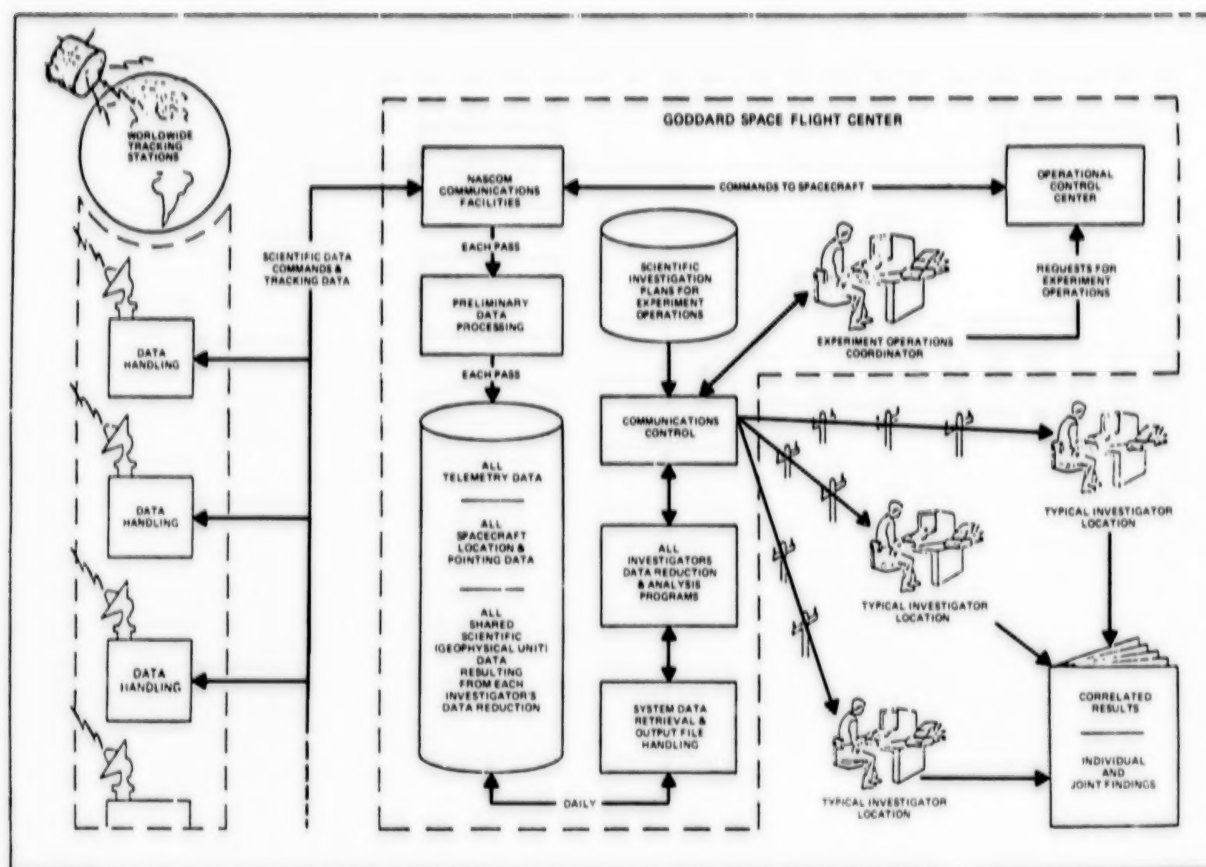 WORLDWIDE
TRACKING
STATIONS
DATA
HANDLING
DATA
HANDLING
DATA
HANDLING
SCIENTIFIC DATA
COMMANDS &
TRACKING DATA
GODDARD SPACE FLIGHT CENTER
NASCOM
COMMUNICATIONS
FACILITIES
EACH PASS
PRELIMINARY
DATA
PROCESSING
EACH PASS
ALL
TELEMETRY DATA
ALL
SPACECRAFT
LOCATION &
POINTING DATA
ALL
SHARED
SCIENTIFIC
(GEOPHYSICAL UNIT)
DATA
RESULTING
FROM EACH
INVESTIGATOR'S
DATA REDUCTION
DAILY
COMMANDS TO SPACECRAFT
OPERATIONAL
CONTROL
CENTER
SCIENTIFIC
INVESTIGATION
PLANS FOR
EXPERIMENT
OPERATIONS
EXPERIMENT OPERATIONS
COORDINATOR
REQUESTS FOR
EXPERIMENT
OPERATIONS
COMMUNICATIONS
CONTROL
ALL
INVESTIGATORS
DATA REDUCTION
& ANALYSIS
PROGRAMS
SYSTEM DATA
RETRIEVAL &
OUTPUT FILE
HANDLING
TYPICAL INVESTIGATOR
LOCATION
TYPICAL INVESTIGATOR
LOCATION
TYPICAL INVESTIGATOR
LOCATION
CORRELATED
RESULTS
INDIVIDUAL
AND
JOINT FINDINGS